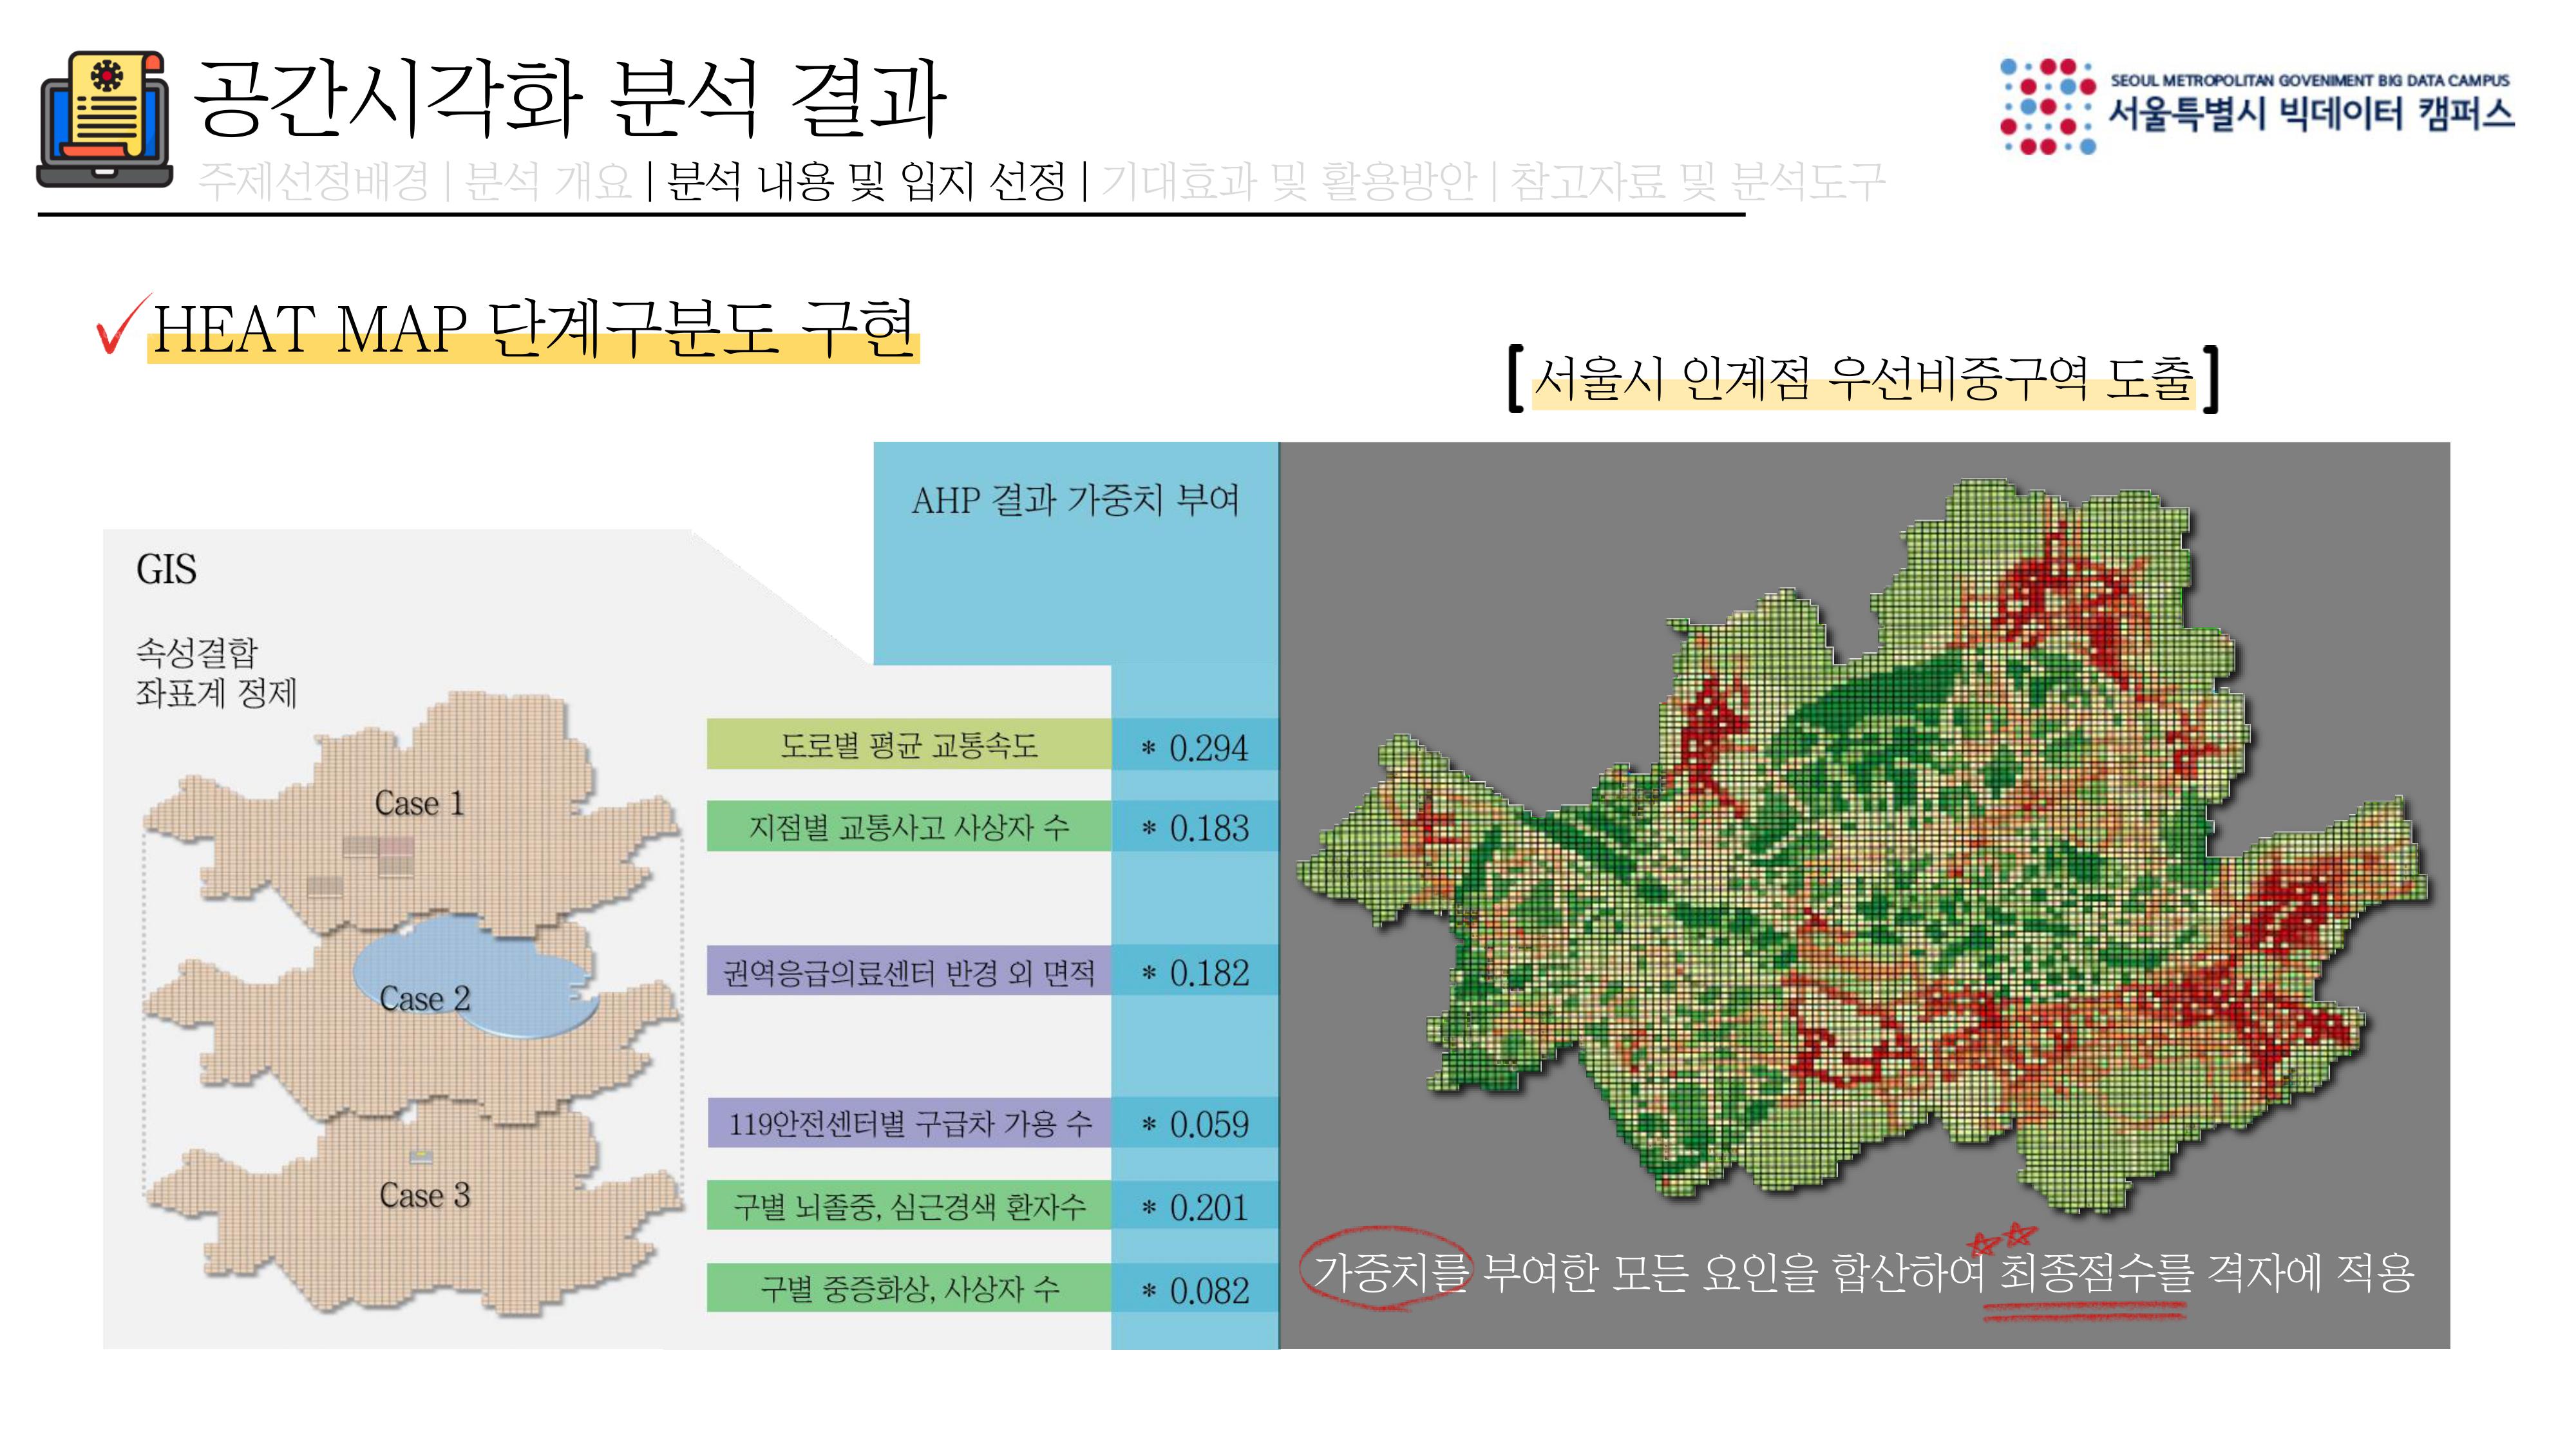 공간시각화 분석 결과
SEOUL METROPOLITAN GOVENIMENT BIG DATA CAMPUS
서울특별시 빅데이터 캠퍼스
주제선정배경 | 분석 개요 | 분석 내용 및 입지 선정 | 기대효과 및 활용방안 | 참고자료 및 분석도구
HEAT MAP 단계구분도 구현
[서울시 인계점 우선비중구역 도출]
AHP 결과 가중치 부여
GIS
속성결합
좌표계 정제
Case 1
Case 2
Case 3
도로별 평균 교통속도 * 0.294
지점별 교통사고 사상자 수 * 0.183
권역응급의료센터 반경 외 면적 * 0.182
119안전센터별 구급차 가용 수 * 0.059
구별 뇌졸중, 심근경색 환자수 * 0.201
구별 중증화상, 사상자 수 * 0.082
가중치를 부여한 모든 요인을 합산하여 최종점수를 격자에 적용